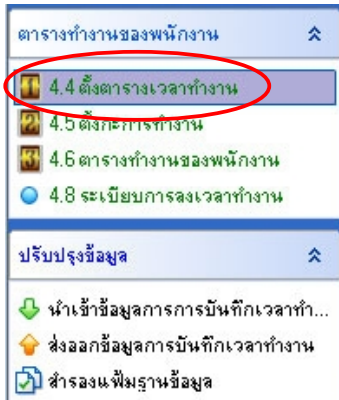 ตารางทำงานของพนักงาน
1 4.4 ตั้งตารางเวลาทำงาน
2 4.5 ตั้งกะการทำงาน
3 4.6 ตารางทำงานของพนักงาน
4.8 ระเบียบการลงเวลาทำงาน
ปรับปรุงข้อมูล
นำเข้าข้อมูลการการบันทึกเวลาทำ...
ส่งออกข้อมูลการบันทึกเวลาทำงาน
สำรองแฟ้มฐานข้อมูล